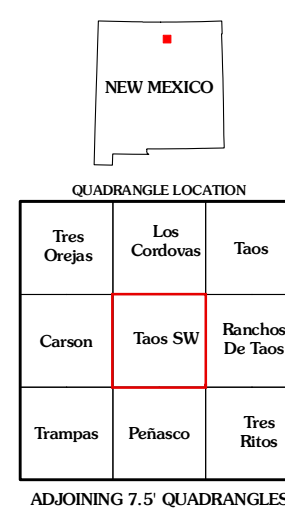 NEW MEXICO
QUADRANGLE LOCATION
Tres
Orejas
Los
Cordovas
Taos
Carson
Taos SW
Ranchos
De Taos
Trampas
Peñasco
Tres
Ritos
ADJOINING 7.5' QUADRANGLES